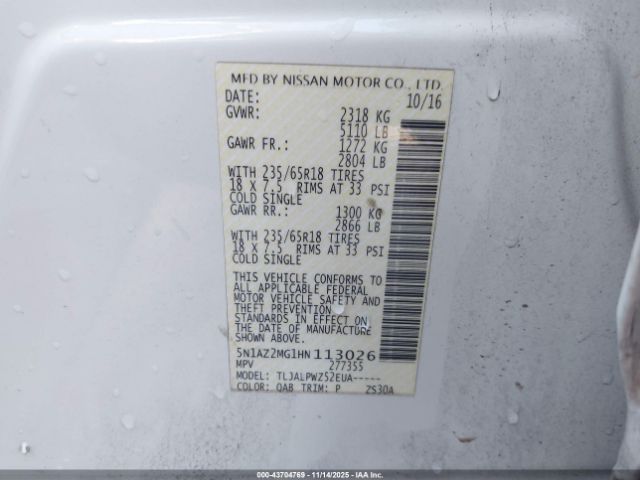 MFD BY NISSAN MOTOR CO., LTD.
DATE: 10/16
GVWR: 2318 KG
5110 LB
GAWR FR.: 1272 KG
2804 LB
WITH 235/65R18 TIRES
18 X 7.5 RIMS AT 33 PSI
COLD SINGLE
GAWR RR.: 1300 KG
2866 LB
WITH 235/65R18 TIRES
18 X 7.5 RIMS AT 33 PSI
COLD SINGLE
THIS VEHICLE CONFORMS TO
ALL APPLICABLE FEDERAL
MOTOR VEHICLE SAFETY AND
THEFT PREVENTION
STANDARDS IN EFFECT ON
THE DATE OF MANUFACTURE
SHOWN ABOVE.
5N1AZ2MG1HN113026
MPV 277355
MODEL: TLJALPWZ52EUA-----
COLOR: QAB TRIM: P ZS30A
00-43704769 - 11/14/2025 - IAAI.COM